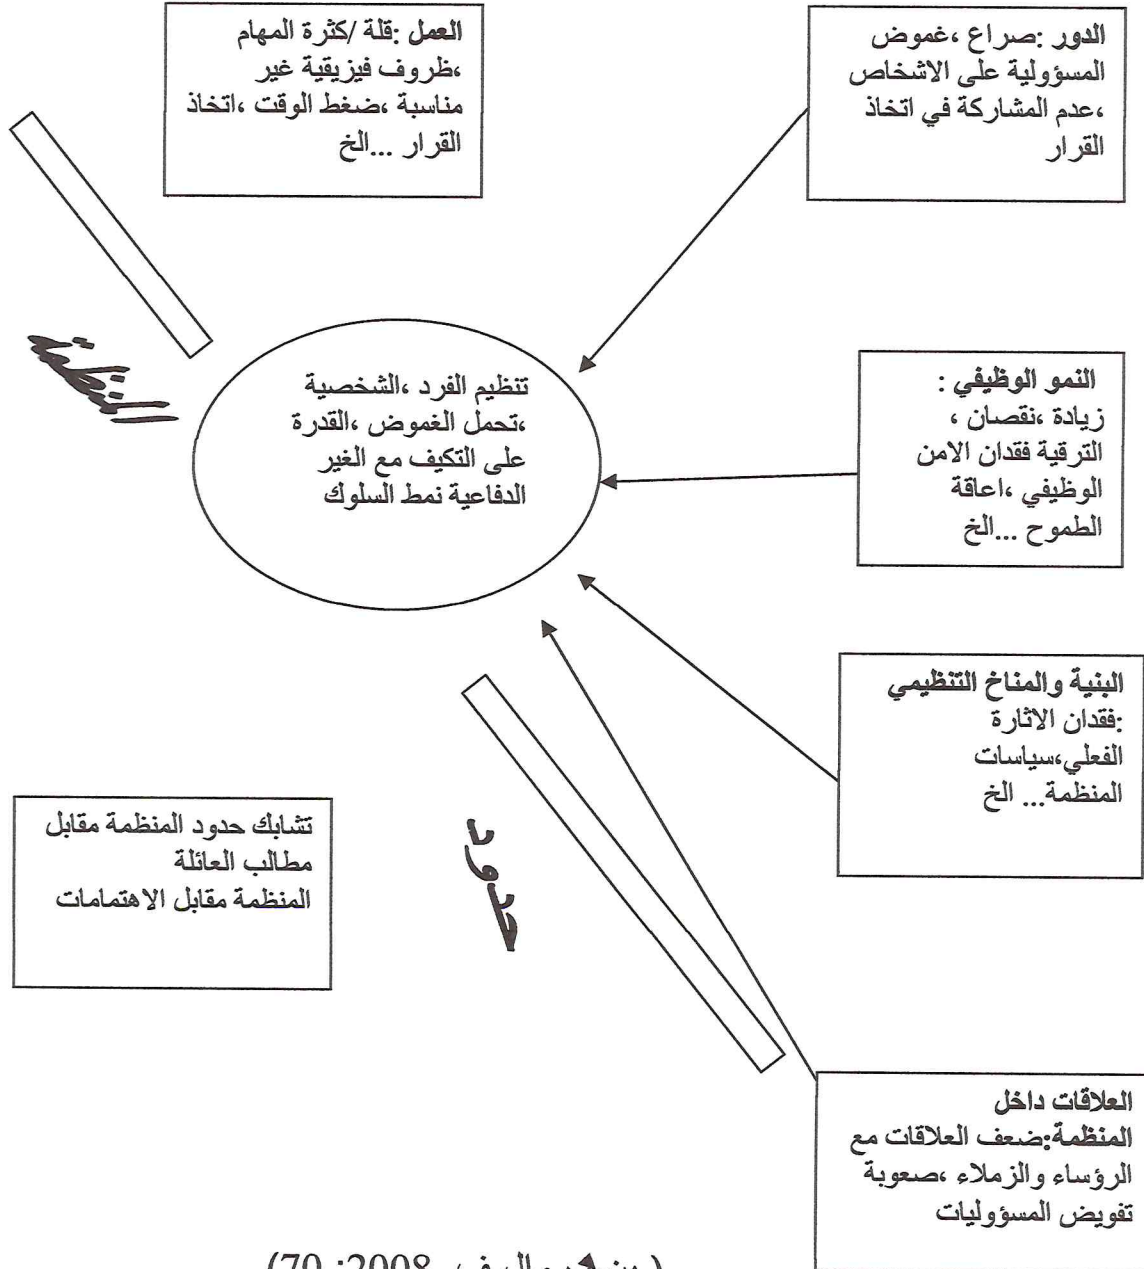 الدور :صراع ،غموض
المسؤولية على الاشخاص
،عدم المشاركة في اتخاذ
القرار
العمل :قلة /كثرة المهام
،ظروف فيزيقية غير
مناسبة ،ضغط الوقت ،اتخاذ
القرار ...الخ
المنظمة
تنظيم الفرد ،الشخصية
،تحمل الغموض ،القدرة
على التكيف مع الغير
الدفاعية نمط السلوك
النمو الوظيفي :
زيادة ،نقصان ،
الترقية فقدان الامن
الوظيفي ،اعاقة
الطموح ...الخ
البنية والمناخ التنظيمي
:فقدان الاثارة
الفعلي،سياسات
المنظمة... الخ
حدود
تشابك حدود المنظمة مقابل
مطالب العائلة
المنظمة مقابل الاهتمامات
العلاقات داخل
المنظمة:ضعف العلاقات مع
الرؤساء والزملاء ،صعوبة
تفويض المسؤوليات
2008: 70)